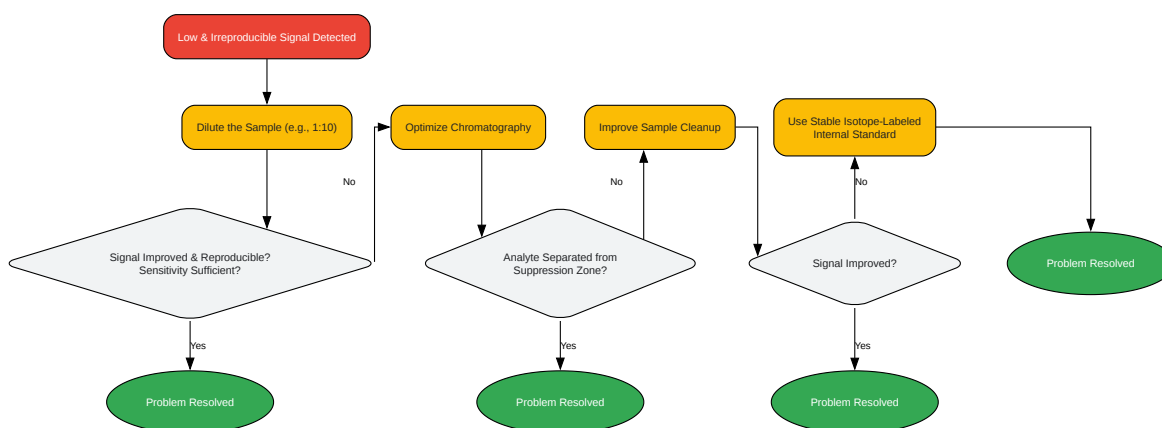 Low & Irreproducible Signal Detected
Dilute the Sample (e.g., 1:10)
Optimize Chromatography
Improve Sample Cleanup
Use Stable Isotope-Labeled
Internal Standard
No
No
No
Signal Improved & Reproducible?
Sensitivity Sufficient?
Analyte Separated from
Suppression Zone?
Signal Improved?
Problem Resolved
Yes
Yes
Yes
Problem Resolved
Problem Resolved
Problem Resolved